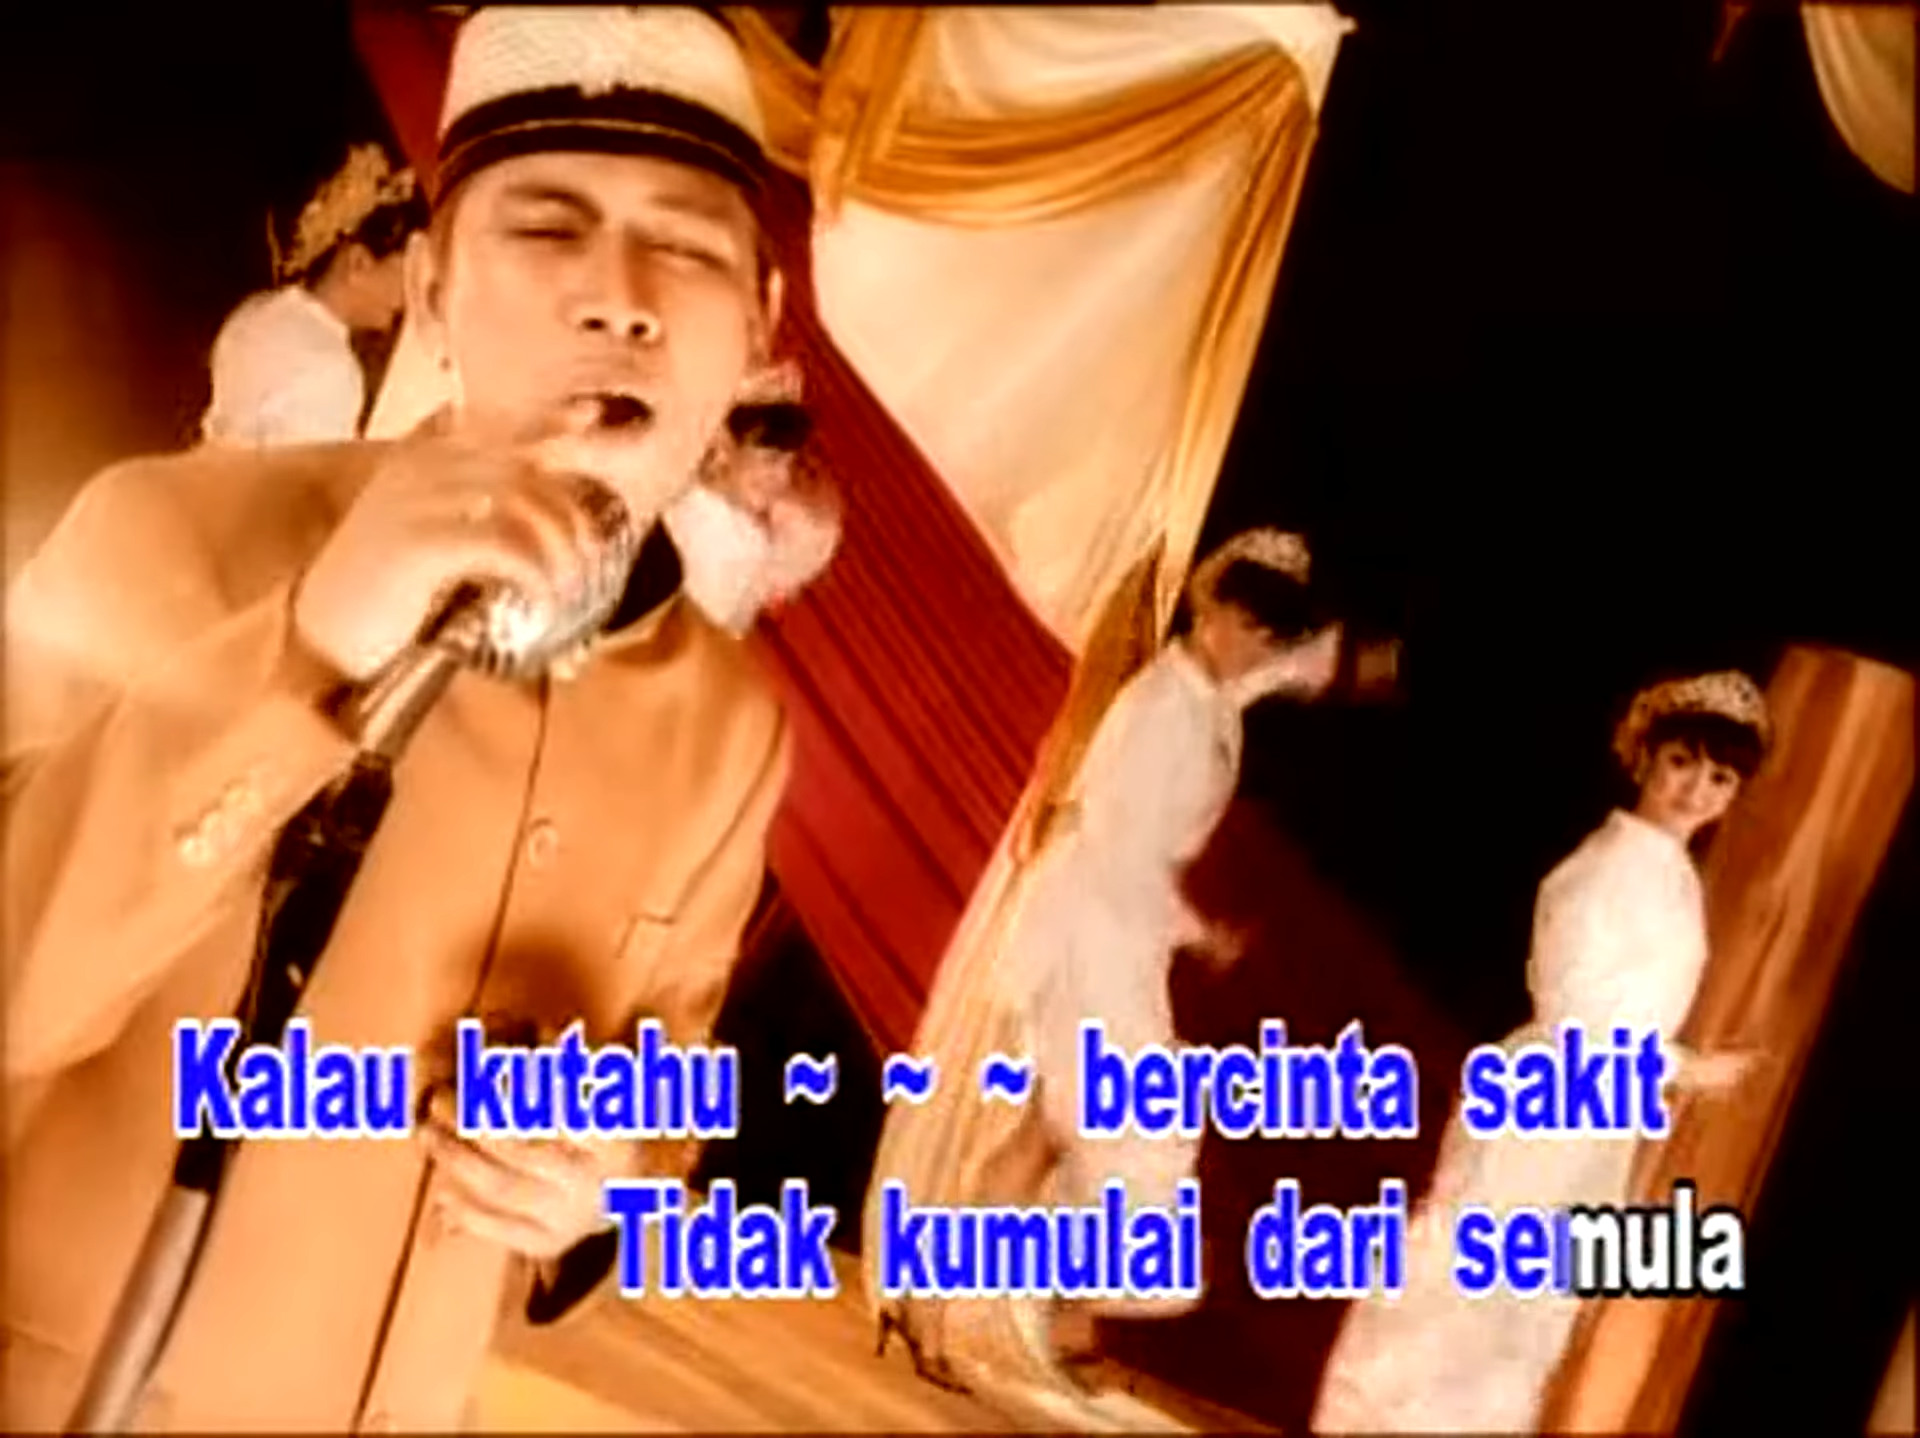 Kalau kutahu ~ ~ ~ bercinta sakit
Tidak kumulai dari semula